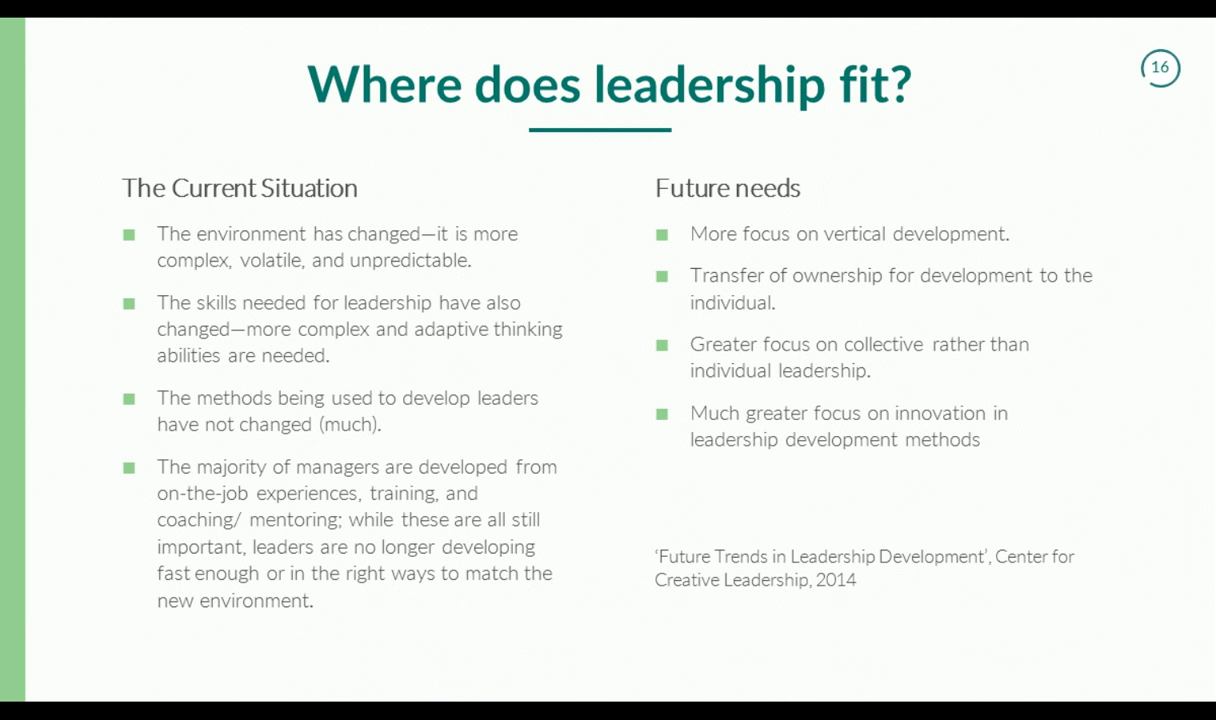 Where does leadership fit?
16
The Current Situation
The environment has changed—it is more
complex, volatile, and unpredictable.
The skills needed for leadership have also
changed—more complex and adaptive thinking
abilities are needed.
The methods being used to develop leaders
have not changed (much).
The majority of managers are developed from
on-the-job experiences, training, and
coaching/ mentoring; while these are all still
important, leaders are no longer developing
fast enough or in the right ways to match the
new environment.
Future needs
More focus on vertical development.
Transfer of ownership for development to the
individual.
Greater focus on collective rather than
individual leadership.
Much greater focus on innovation in
leadership development methods
‘Future Trends in Leadership Development’, Center for
Creative Leadership, 2014